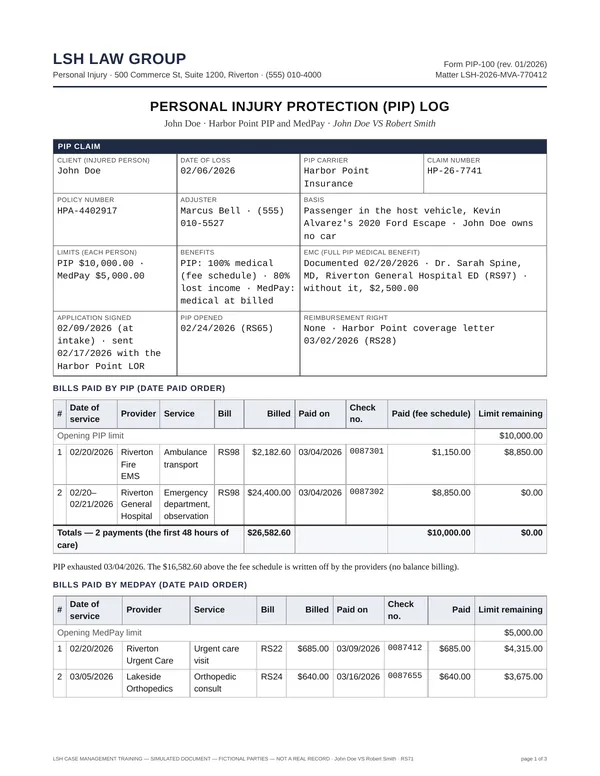 LSH LAW GROUP
Personal Injury · 500 Commerce St, Suite 1200, Riverton · (555) 010-4000
Form PIP-100 (rev. 01/2026)
Matter LSH-2026-MVA-770412
PERSONAL INJURY PROTECTION (PIP) LOG
John Doe · Harbor Point PIP and MedPay · John Doe VS Robert Smith
PIP CLAIM
CLIENT (INJURED PERSON)
John Doe
DATE OF LOSS
02/06/2026
PIP CARRIER
Harbor Point
Insurance
CLAIM NUMBER
HP-26-7741
POLICY NUMBER
HPA-4402917
ADJUSTER
Marcus Bell · (555)
010-5527
BASIS
Passenger in the host vehicle, Kevin
Alvarez's 2020 Ford Escape · John Doe owns
no car
LIMITS (EACH PERSON)
PIP $10,000.00 ·
MedPay $5,000.00
BENEFITS
PIP: 100% medical
(fee schedule) · 80%
lost income · MedPay:
medical at billed
EMC (FULL PIP MEDICAL BENEFIT)
Documented 02/20/2026 · Dr. Sarah Spine,
MD, Riverton General Hospital ED (RS97) ·
without it, $2,500.00
APPLICATION SIGNED
02/09/2026 (at
intake) · sent
02/17/2026 with the
Harbor Point LOR
PIP OPENED
02/24/2026 (RS65)
REIMBURSEMENT RIGHT
None · Harbor Point coverage letter
03/02/2026 (RS28)
BILLS PAID BY PIP (DATE PAID ORDER)
# Date of service Provider Service Bill Billed Paid on Check no. Paid (fee schedule) Limit remaining
Opening PIP limit $10,000.00
1 02/20/2026 Riverton Fire EMS Ambulance transport RS98 $2,182.60 03/04/2026 0087301 $1,150.00 $8,850.00
2 02/20–02/21/2026 Riverton General Hospital Emergency department, observation RS98 $24,400.00 03/04/2026 0087302 $8,850.00 $0.00
Totals — 2 payments (the first 48 hours of care) $26,582.60 $10,000.00 $0.00
PIP exhausted 03/04/2026. The $16,582.60 above the fee schedule is written off by the providers (no balance billing).
BILLS PAID BY MEDPAY (DATE PAID ORDER)
# Date of service Provider Service Bill Billed Paid on Check no. Paid Limit remaining
Opening MedPay limit $5,000.00
1 02/20/2026 Riverton Urgent Care Urgent care visit RS22 $685.00 03/09/2026 0087412 $685.00 $4,315.00
2 03/05/2026 Lakeside Orthopedics Orthopedic consult RS24 $640.00 03/16/2026 0087655 $640.00 $3,675.00
LSH CASE MANAGEMENT TRAINING — SIMULATED DOCUMENT — FICTIONAL PARTIES — NOT A REAL RECORD · John Doe VS Robert Smith · RS71
page 1 of 3